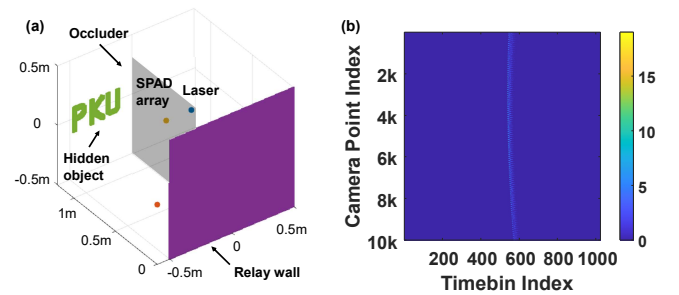 (a)
Occluder
0.5m
SPAD
array
Laser
PKU
0
Hidden
object
-0.5m
1m
0.5m
0
-0.5m
0
0.5m
Relay wall
(b)
Camera Point Index
2k
4k
6k
8k
10k
200 400 600 800 1000
Timebin Index
15
10
5
0